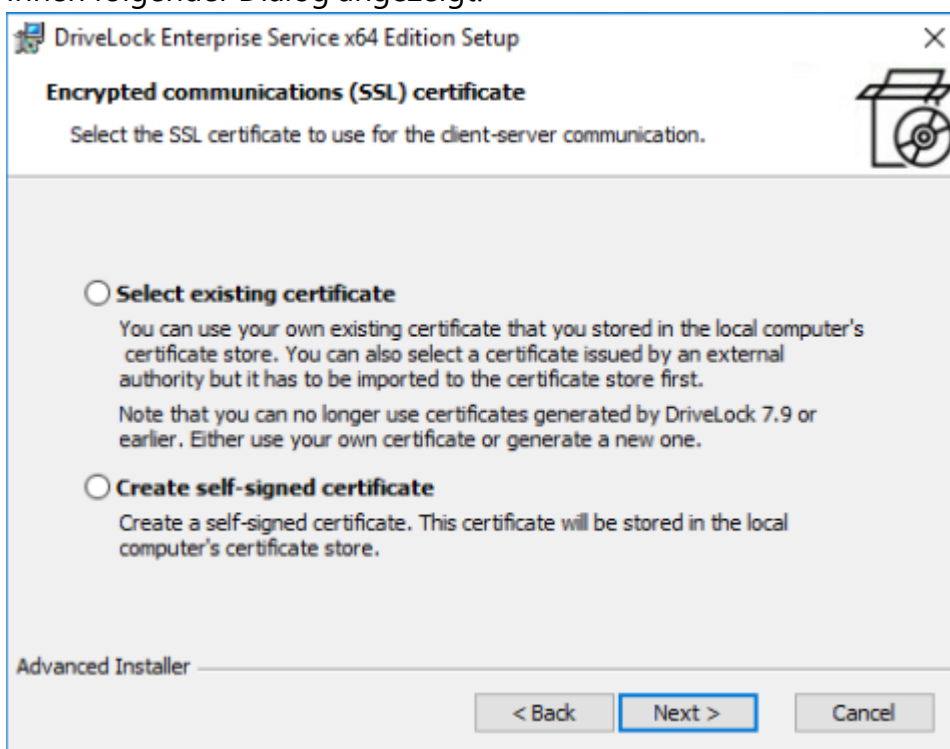 Ihnen folgender Dialog angezeigt:
DriveLock Enterprise Service x64 Edition Setup
Encrypted communications (SSL) certificate
Select the SSL certificate to use for the client-server communication.
Select existing certificate
You can use your own existing certificate that you stored in the local computer's
certificate store. You can also select a certificate issued by an external
authority but it has to be imported to the certificate store first.
Note that you can no longer use certificates generated by DriveLock 7.9 or
earlier. Either use your own certificate or generate a new one.
Create self-signed certificate
Create a self-signed certificate. This certificate will be stored in the local
computer's certificate store.
Advanced Installer
< Back Next > Cancel